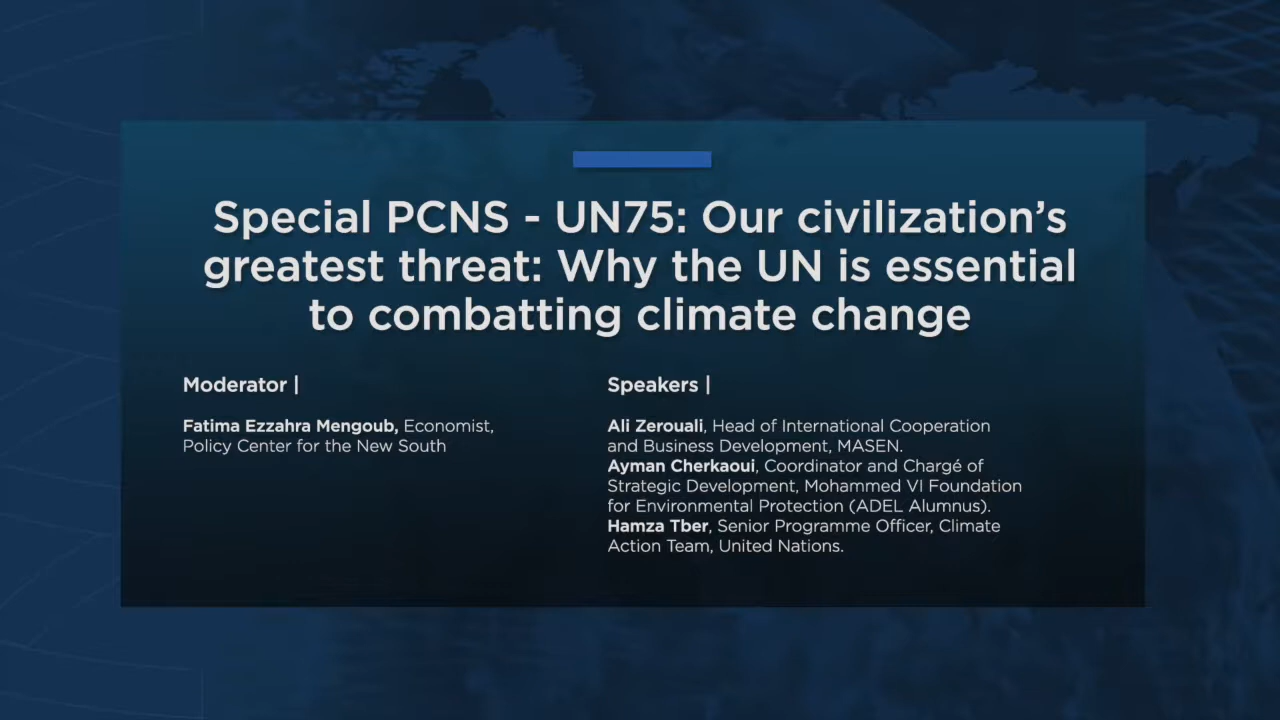 Special PCNS - UN75: Our civilization’s
greatest threat: Why the UN is essential
to combatting climate change
Moderator |
Fatima Ezzahra Mengoub, Economist,
Policy Center for the New South
Speakers |
Ali Zerouali, Head of International Cooperation
and Business Development, MASEN.
Ayman Cherkaoui, Coordinator and Chargé of
Strategic Development, Mohammed VI Foundation
for Environmental Protection (ADEL Alumnus).
Hamza Tber, Senior Programme Officer, Climate
Action Team, United Nations.